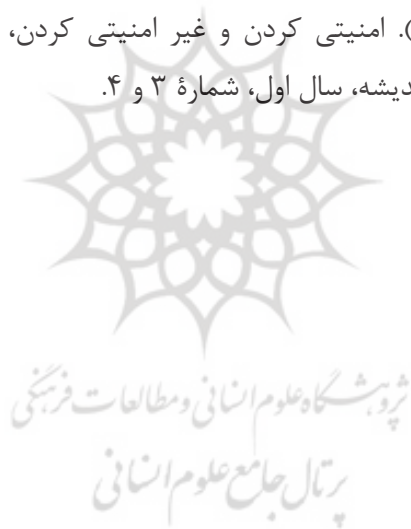 ). امنیتی کردن و غیر امنیتی کردن،
دیشه، سال اول، شمارۀ ۳ و ۴.
پژوهشگاه علوم انسانی و مطالعات فرهنگی
پرتال جامع علوم انسانی